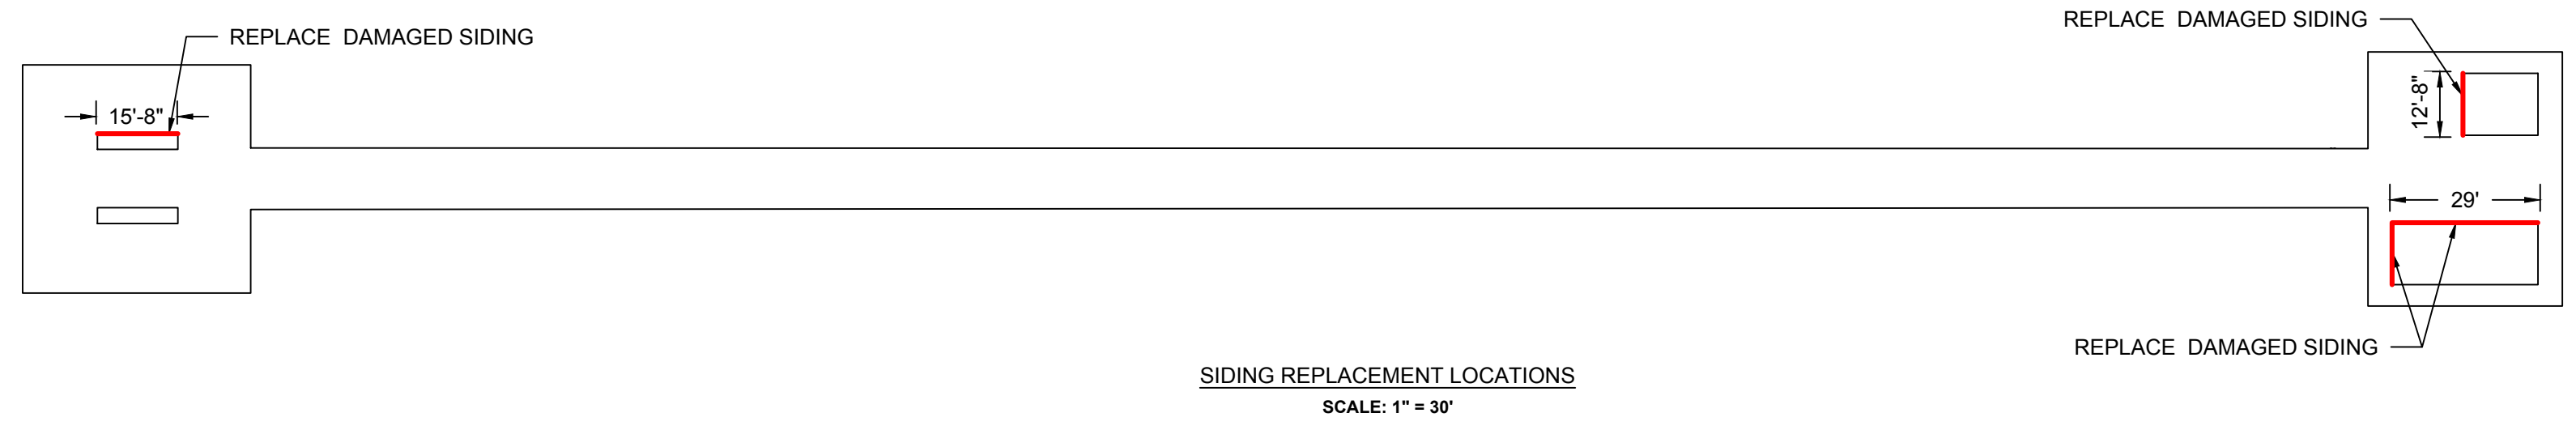 REPLACE DAMAGED SIDING
REPLACE DAMAGED SIDING
15'-8"
12'-8"
29'
REPLACE DAMAGED SIDING
SIDING REPLACEMENT LOCATIONS
SCALE: 1" = 30'